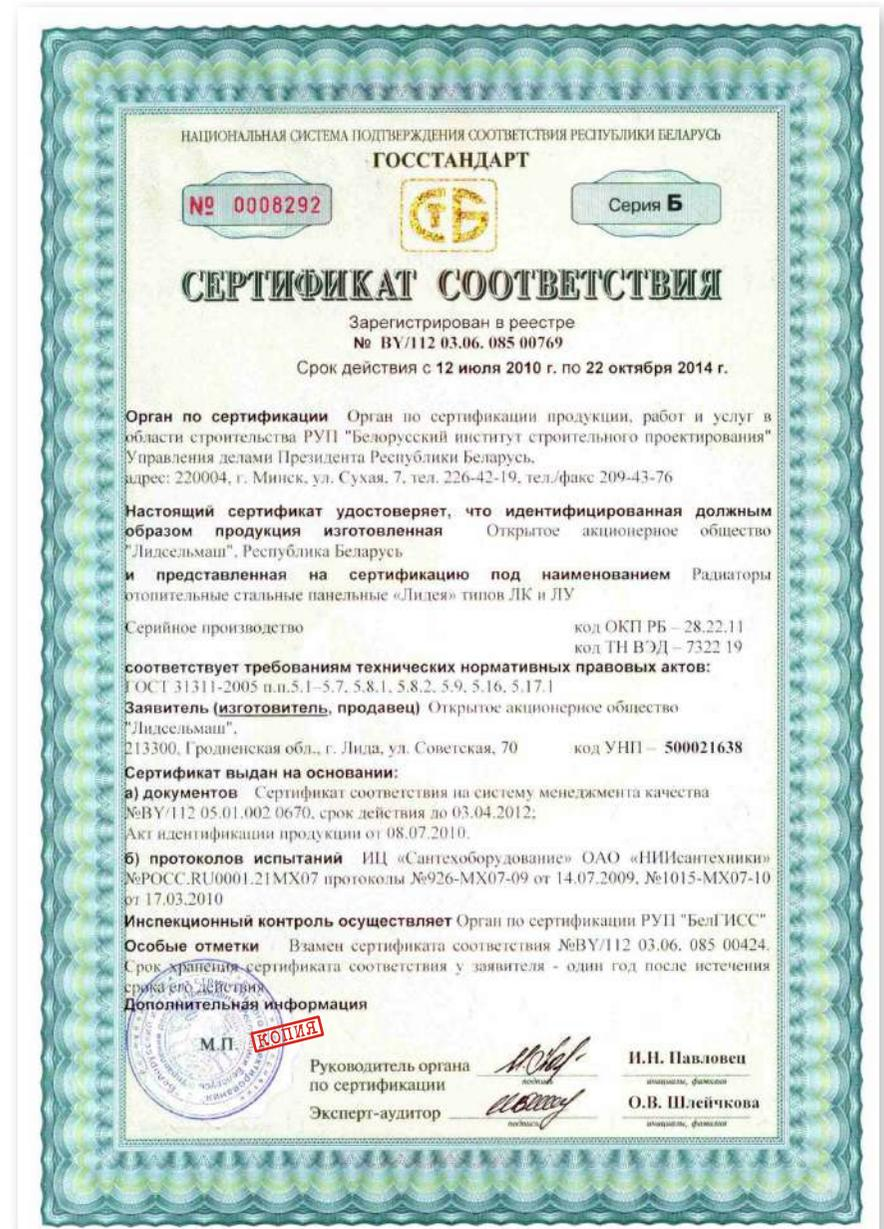 НАЦИОНАЛЬНАЯ СИСТЕМА ПОДТВЕРЖДЕНИЯ СООТВЕТСТВИЯ РЕСПУБЛИКИ БЕЛАРУСЬ
ГОССТАНДАРТ
№ 0008292
СТБ
Серия Б
СЕРТИФИКАТ СООТВЕТСТВИЯ
Зарегистрирован в реестре
№ BY/112 03.06. 085 00769
Срок действия с 12 июля 2010 г. по 22 октября 2014 г.
Орган по сертификации Орган по сертификации продукции, работ и услуг в
области строительства РУП "Белорусский институт строительного проектирования"
Управления делами Президента Республики Беларусь,
адрес: 220004, г. Минск, ул. Сухая, 7, тел. 226-42-19, тел./факс 209-43-76
Настоящий сертификат удостоверяет, что идентифицированная должным
образом продукция изготовленная Открытое акционерное общество
"Лидсельмаш", Республика Беларусь
и представленная на сертификацию под наименованием Радиаторы
отопительные стальные панельные «Лидея» типов ЛК и ЛУ
Серийное производство код ОКП РБ – 28.22.11
код ТН ВЭД – 7322 19
соответствует требованиям технических нормативных правовых актов:
ГОСТ 31311-2005 п.п.5.1–5.7, 5.8.1, 5.8.2, 5.9, 5.16, 5.17.1
Заявитель (изготовитель, продавец) Открытое акционерное общество
"Лидсельмаш",
213300, Гродненская обл., г. Лида, ул. Советская, 70 код УНП – 500021638
Сертификат выдан на основании:
а) документов Сертификат соответствия на систему менеджмента качества
№BY/112 05.01.002 0670, срок действия до 03.04.2012;
Акт идентификации продукции от 08.07.2010.
б) протоколов испытаний ИЦ «Сантехоборудование» ОАО «НИИсантехники»
№РОСС.RU0001.21МХ07 протоколы №926-МХ07-09 от 14.07.2009, №1015-МХ07-10
от 17.03.2010
Инспекционный контроль осуществляет Орган по сертификации РУП "БелГИСС"
Особые отметки Взамен сертификата соответствия №BY/112 03.06. 085 00424.
Срок хранения сертификата соответствия у заявителя - один год после истечения
срока его действия
Дополнительная информация
М.П.
КОПИЯ
Руководитель органа
по сертификации
подпись
И.Н. Павловец
инициалы, фамилия
Эксперт-аудитор
подпись
О.В. Шлейчкова
инициалы, фамилия